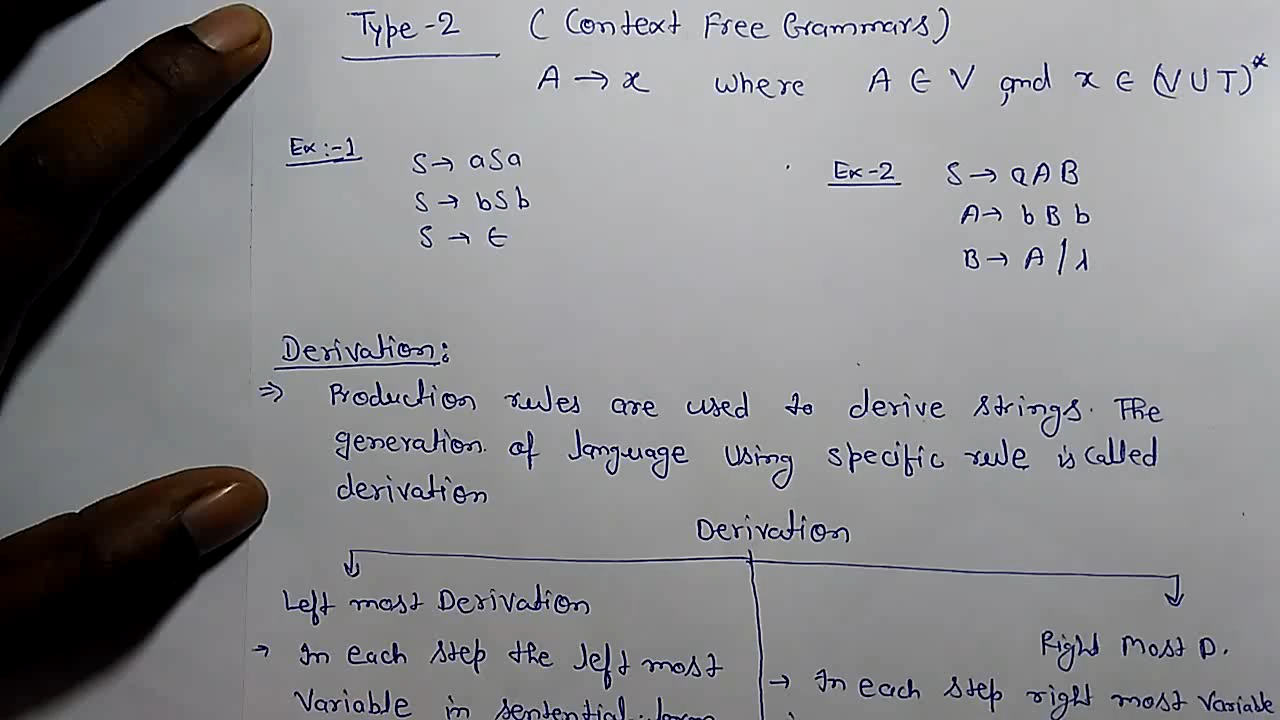 Type-2 (Context Free Grammars)
A → x where A ∈ V and x ∈ (V U T)*
Ex:-1
S → aSa
S → bSb
S → ∈
Ex-2 S → aAB
A → bBb
B → A/λ
Derivation:
⇒ Production rules are used to derive strings. The
generation of language using specific rule is called
derivation
Derivation
Left most Derivation
→ In each step the left most
Variable in sentential form
Right Most D.
→ In each step right most Variable